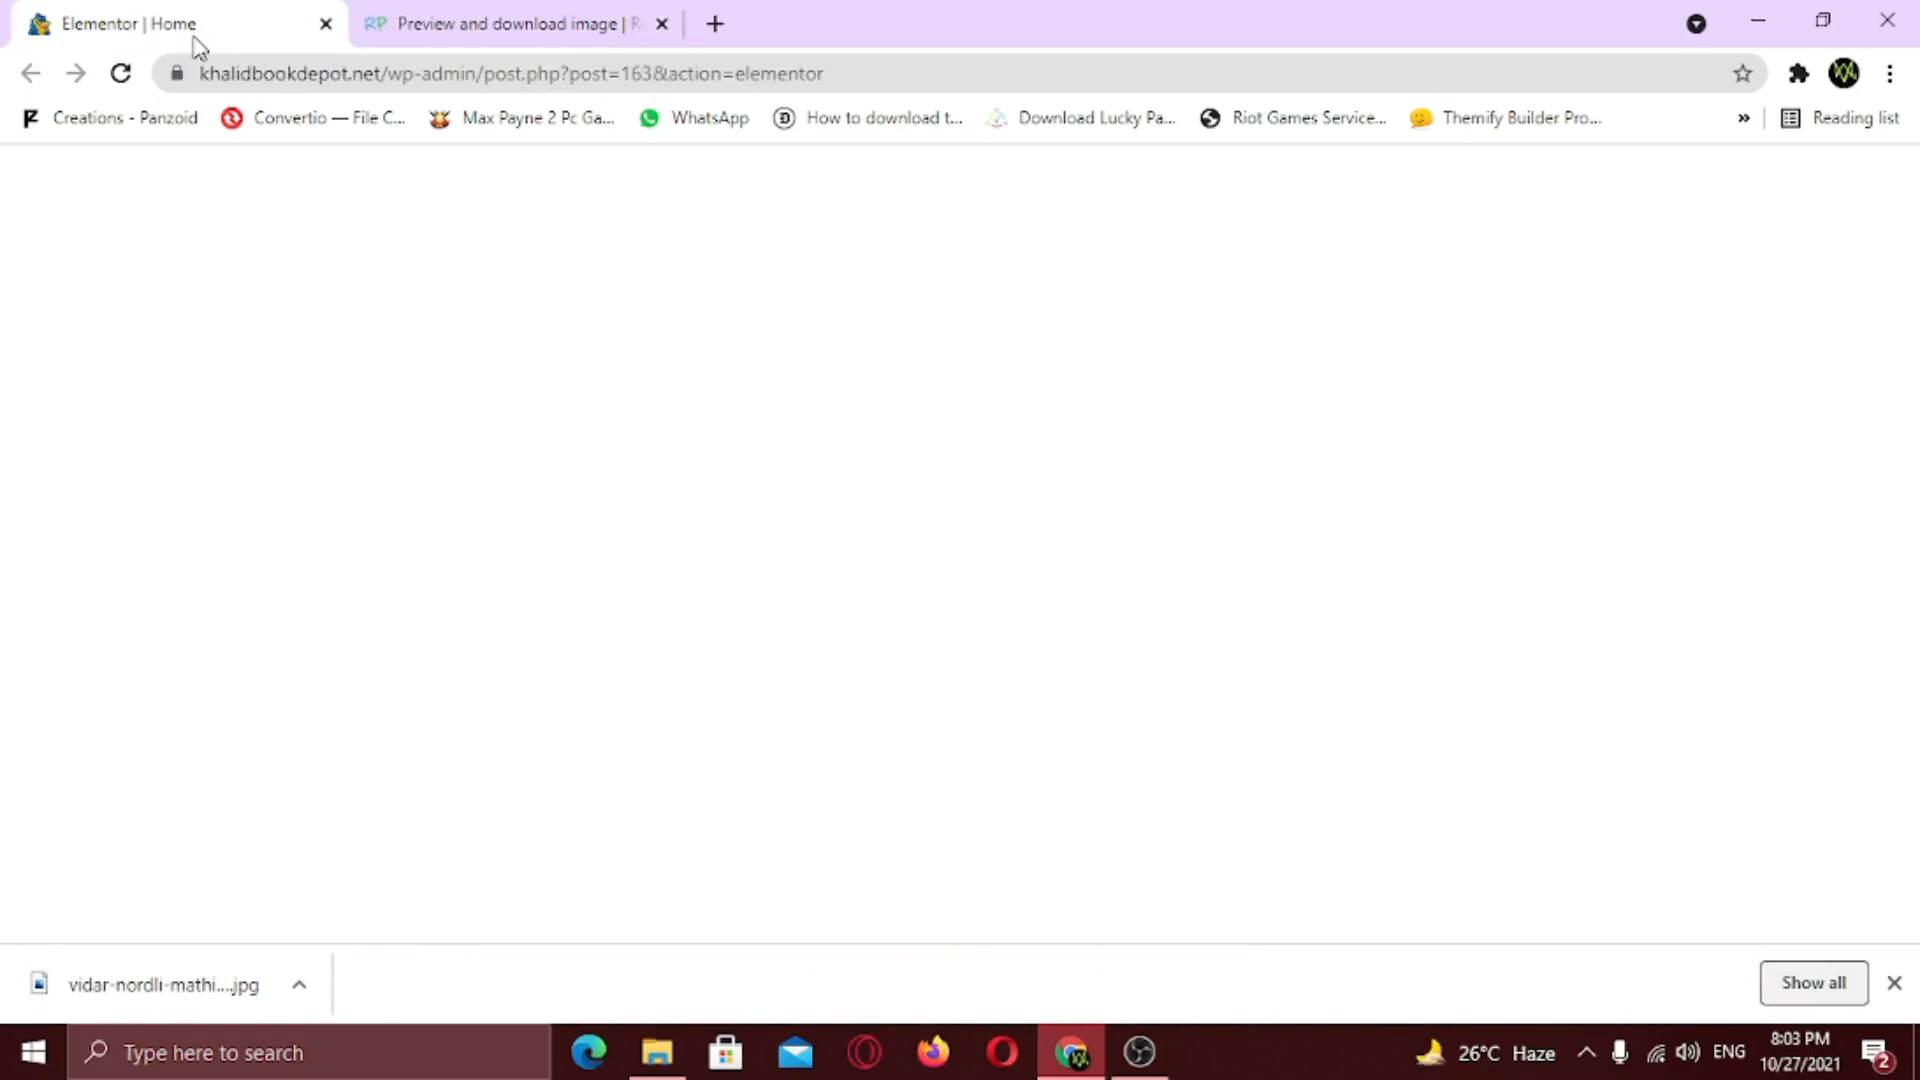 Elementor | Home
RP Preview and download image |
khalidbookdepot.net/wp-admin/post.php?post=163&action=elementor
Creations - Panzoid
Convertio — File C...
Max Payne 2 Pc Ga...
WhatsApp
How to download t...
Download Lucky Pa...
Riot Games Service...
Themify Builder Pro...
»
Reading list
vidar-nordli-mathi....jpg
Show all
Type here to search
26°C Haze
ENG
8:03 PM
10/27/2021
2